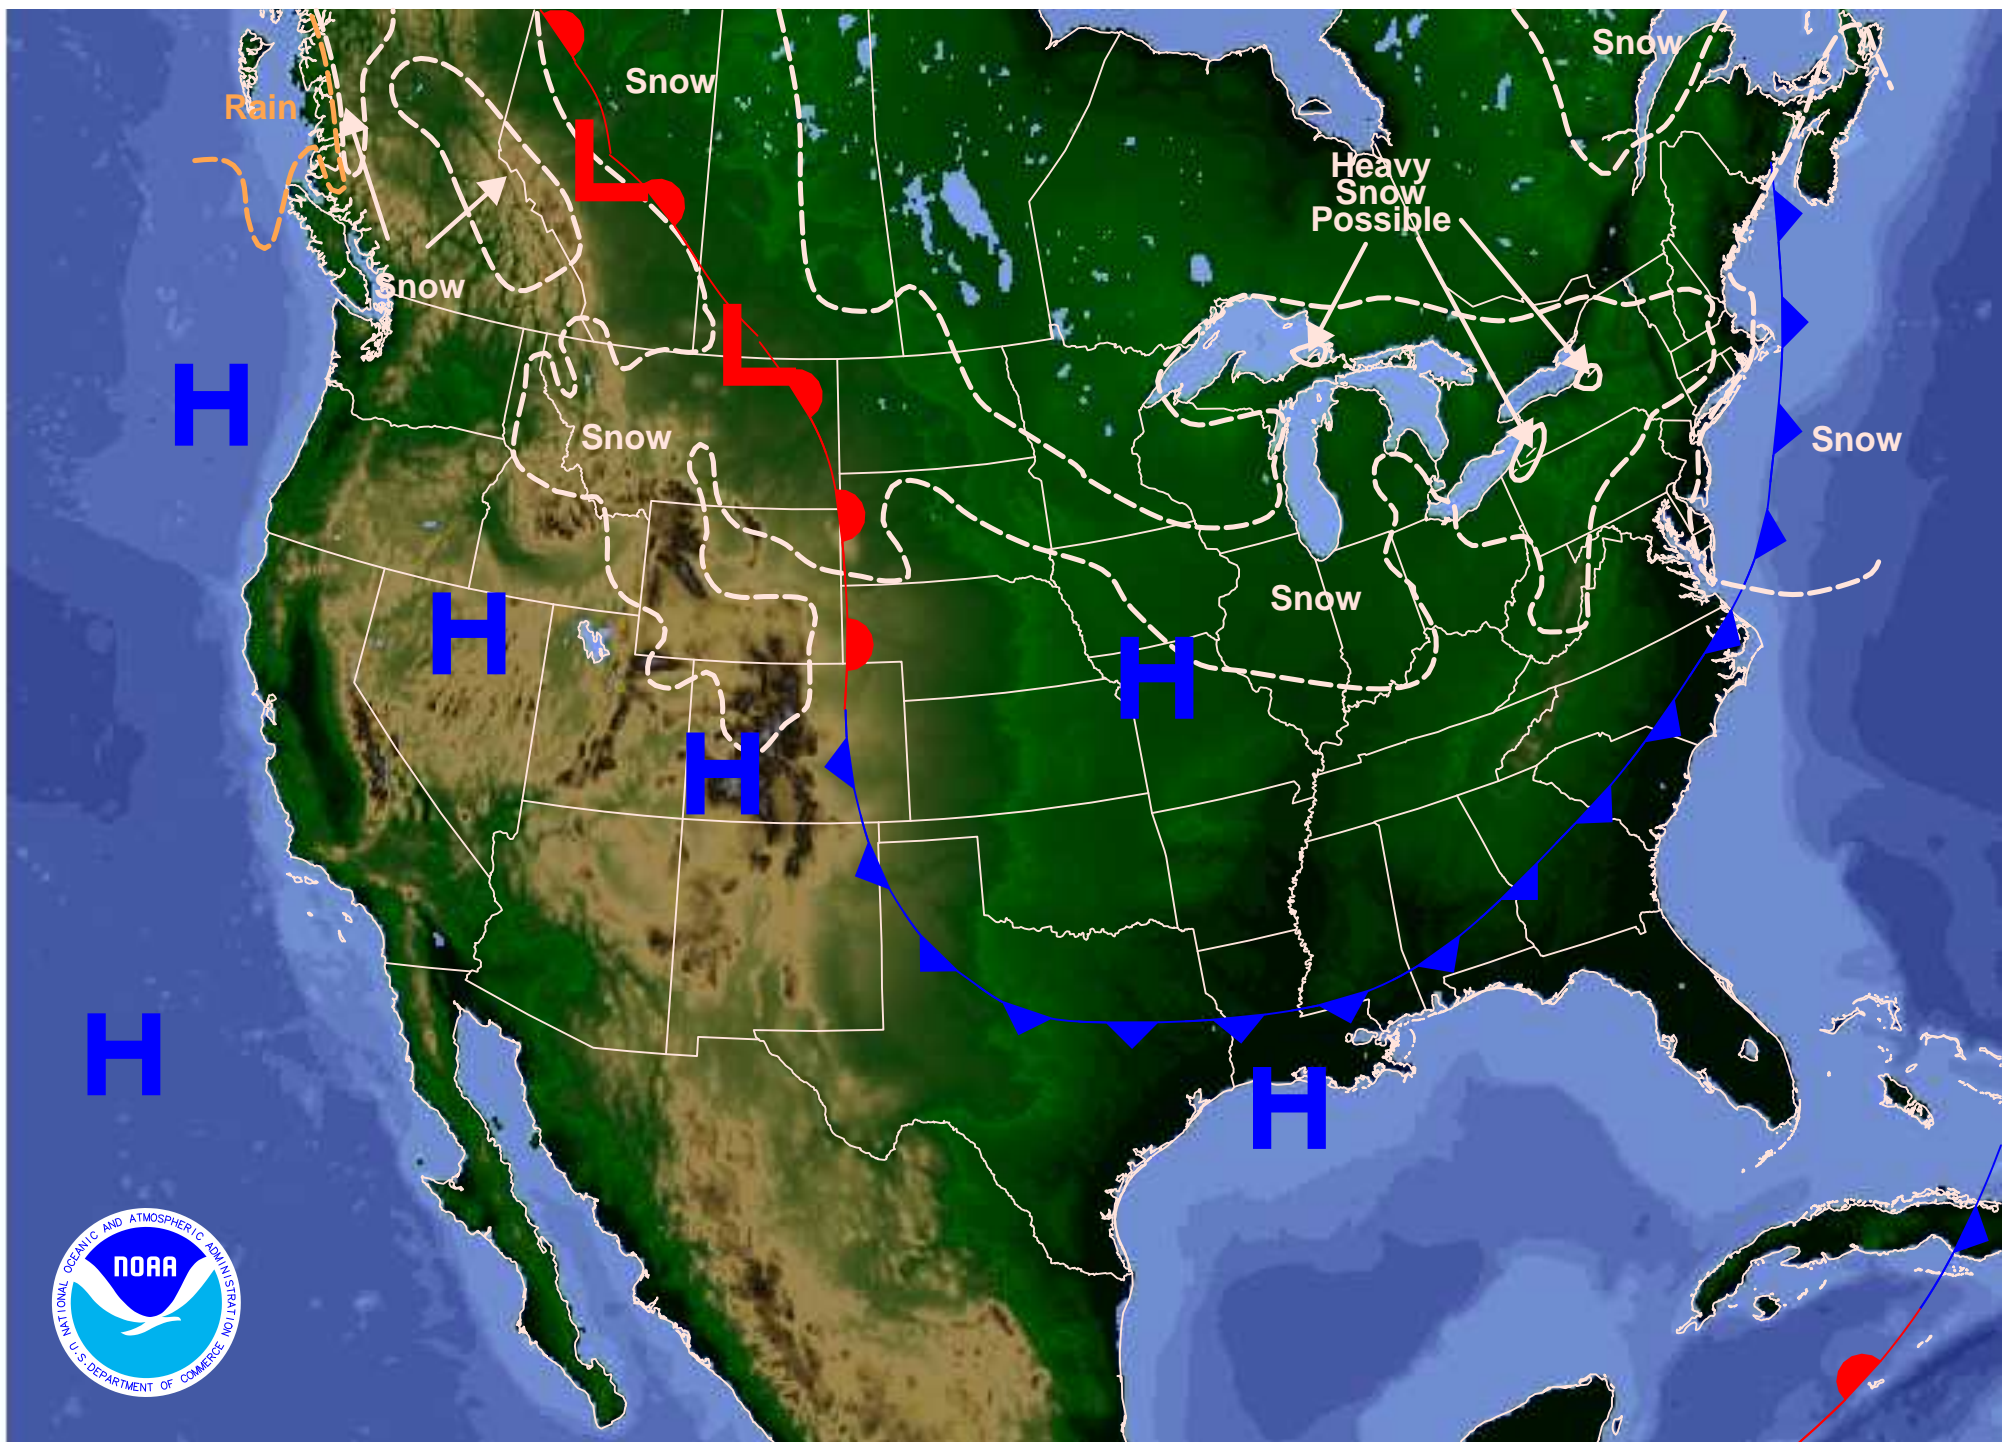 Snow
Snow
Rain
Heavy
Snow
Possible
Snow
L
L
H
Snow
Snow
H
Snow
H
H
H
H
H
NATIONAL OCEANIC AND ATMOSPHERIC ADMINISTRATION
NOAA
U.S. DEPARTMENT OF COMMERCE